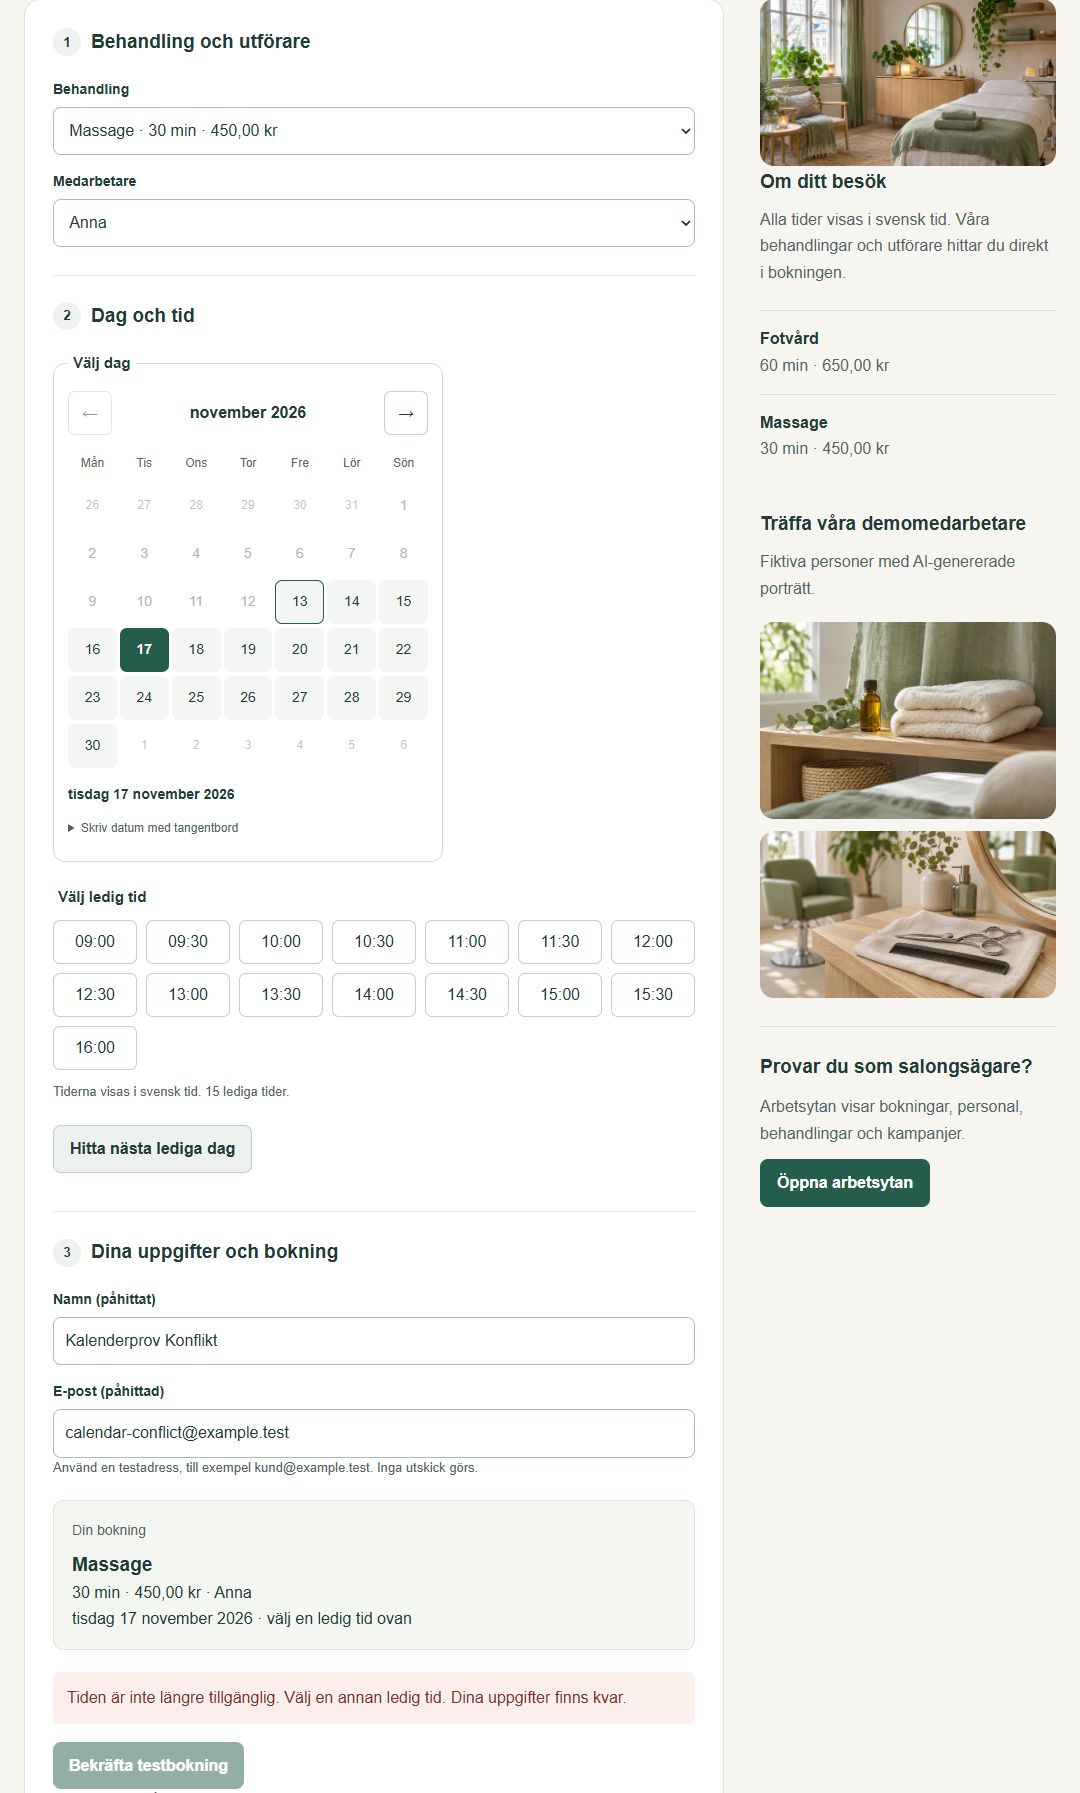 1 Behandling och utförare
Behandling
Massage · 30 min · 450,00 kr
Medarbetare
Anna
2 Dag och tid
Välj dag
← november 2026 →
Mån Tis Ons Tor Fre Lör Sön
26 27 28 29 30 31 1
2 3 4 5 6 7 8
9 10 11 12 13 14 15
16 17 18 19 20 21 22
23 24 25 26 27 28 29
30 1 2 3 4 5 6
tisdag 17 november 2026
Skriv datum med tangentbord
Välj ledig tid
09:00 09:30 10:00 10:30 11:00 11:30 12:00
12:30 13:00 13:30 14:00 14:30 15:00 15:30
16:00
Tiderna visas i svensk tid. 15 lediga tider.
Hitta nästa lediga dag
3 Dina uppgifter och bokning
Namn (påhittat)
Kalenderprov Konflikt
E-post (påhittad)
calendar-conflict@example.test
Använd en testadress, till exempel kund@example.test. Inga utskick görs.
Din bokning
Massage
30 min · 450,00 kr · Anna
tisdag 17 november 2026 · välj en ledig tid ovan
Tiden är inte längre tillgänglig. Välj en annan ledig tid. Dina uppgifter finns kvar.
Bekräfta testbokning
Om ditt besök
Alla tider visas i svensk tid. Våra
behandlingar och utförare hittar du direkt
i bokningen.
Fotvård
60 min · 650,00 kr
Massage
30 min · 450,00 kr
Träffa våra demomedarbetare
Fiktiva personer med AI-genererade
porträtt.
Provar du som salongsägare?
Arbetsytan visar bokningar, personal,
behandlingar och kampanjer.
Öppna arbetsytan